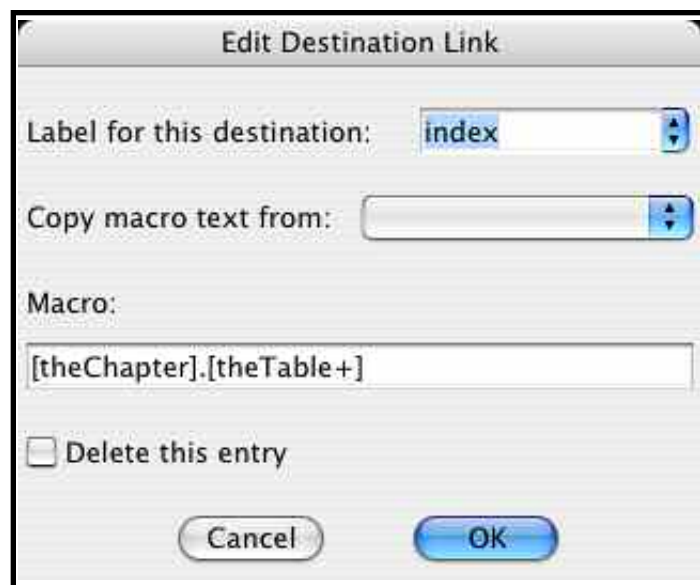 Edit Destination Link
Label for this destination: index
Copy macro text from:
Macro:
[theChapter].[theTable+]
Delete this entry
Cancel OK